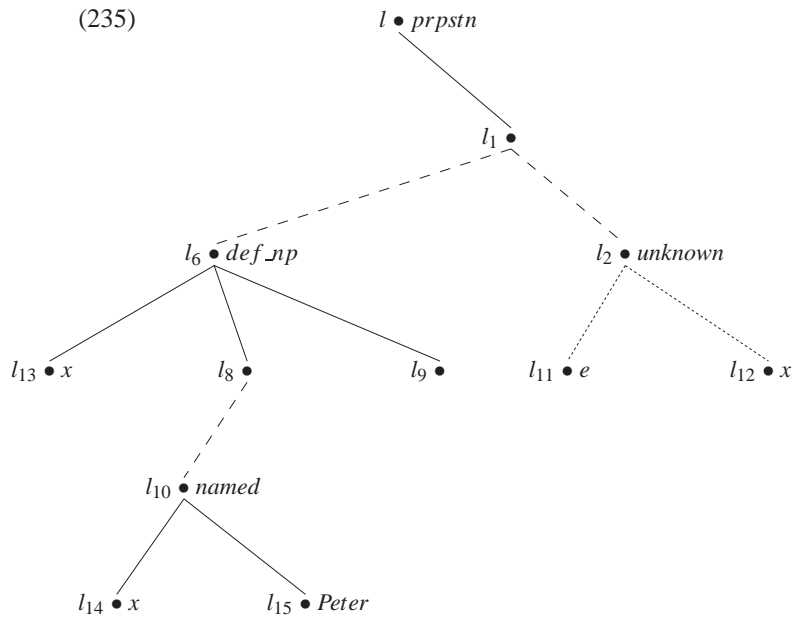 (235)
l • prpstn
l₁ •
l₆ • def_np l₂ • unknown
l₁₃ • x l₈ • l₉ • l₁₁ • e l₁₂ • x
l₁₀ • named
l₁₄ • x l₁₅ • Peter